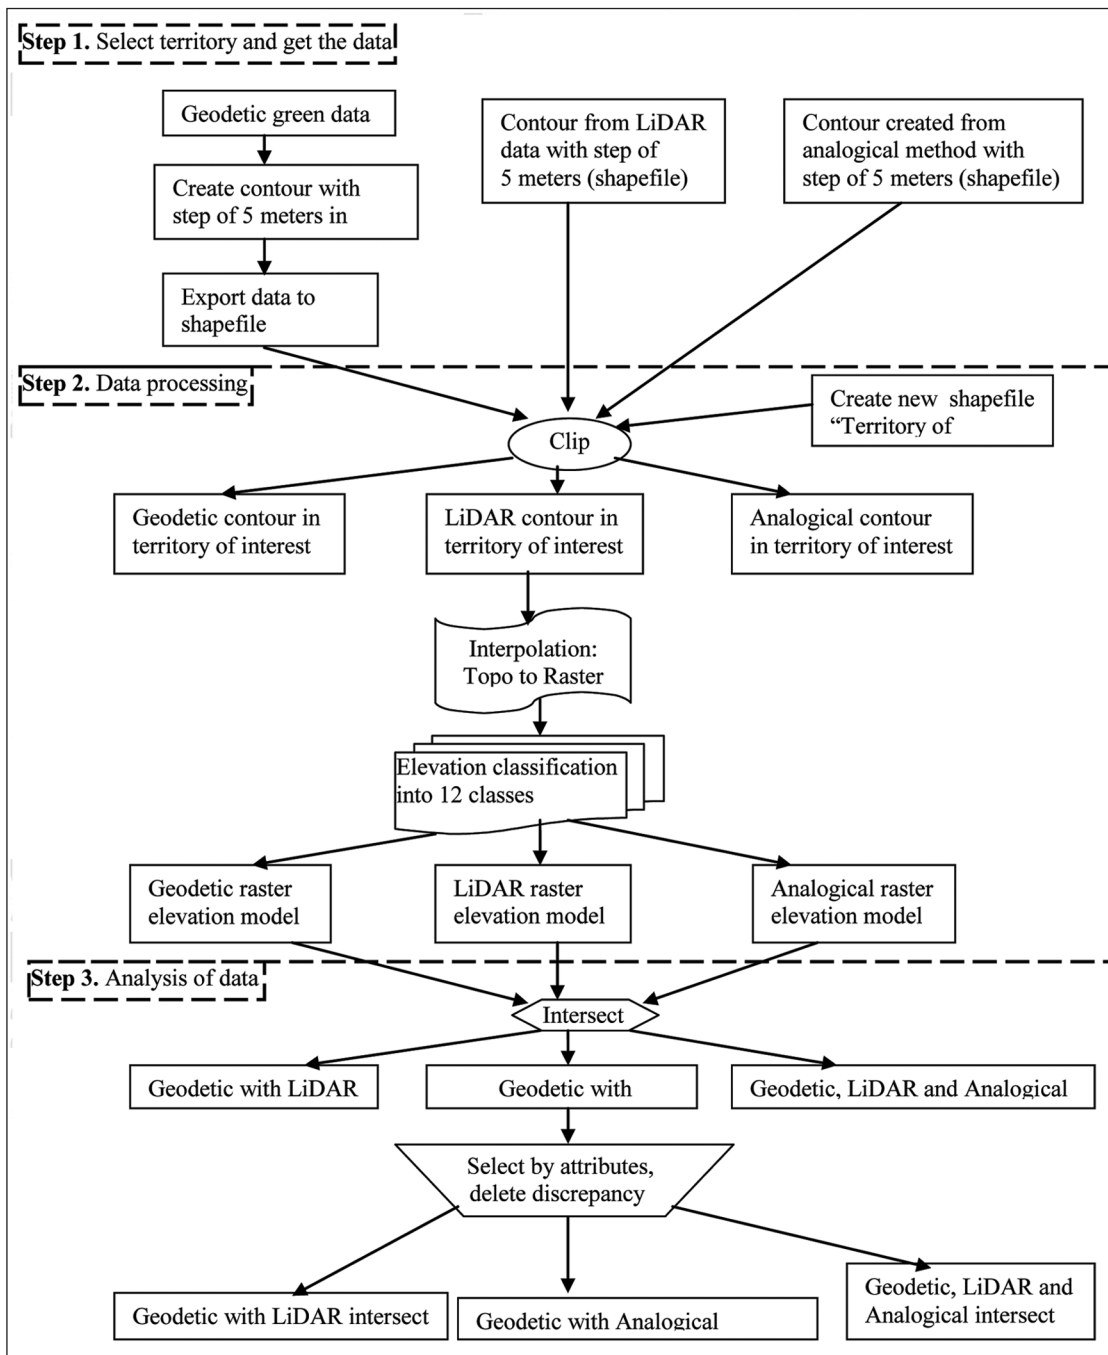 Step 1. Select territory and get the data
Geodetic green data
Create contour with
step of 5 meters in
Export data to
shapefile
Contour from LiDAR
data with step of
5 meters (shapefile)
Contour created from
analogical method with
step of 5 meters (shapefile)
Step 2. Data processing
Create new shapefile
“Territory of
Clip
Geodetic contour in
territory of interest
LiDAR contour in
territory of interest
Analogical contour
in territory of interest
Interpolation:
Topo to Raster
Elevation classification
into 12 classes
Geodetic raster
elevation model
LiDAR raster
elevation model
Analogical raster
elevation model
Step 3. Analysis of data
Intersect
Geodetic with LiDAR
Geodetic with
Geodetic, LiDAR and Analogical
Select by attributes,
delete discrepancy
Geodetic with LiDAR intersect
Geodetic with Analogical
Geodetic, LiDAR and
Analogical intersect